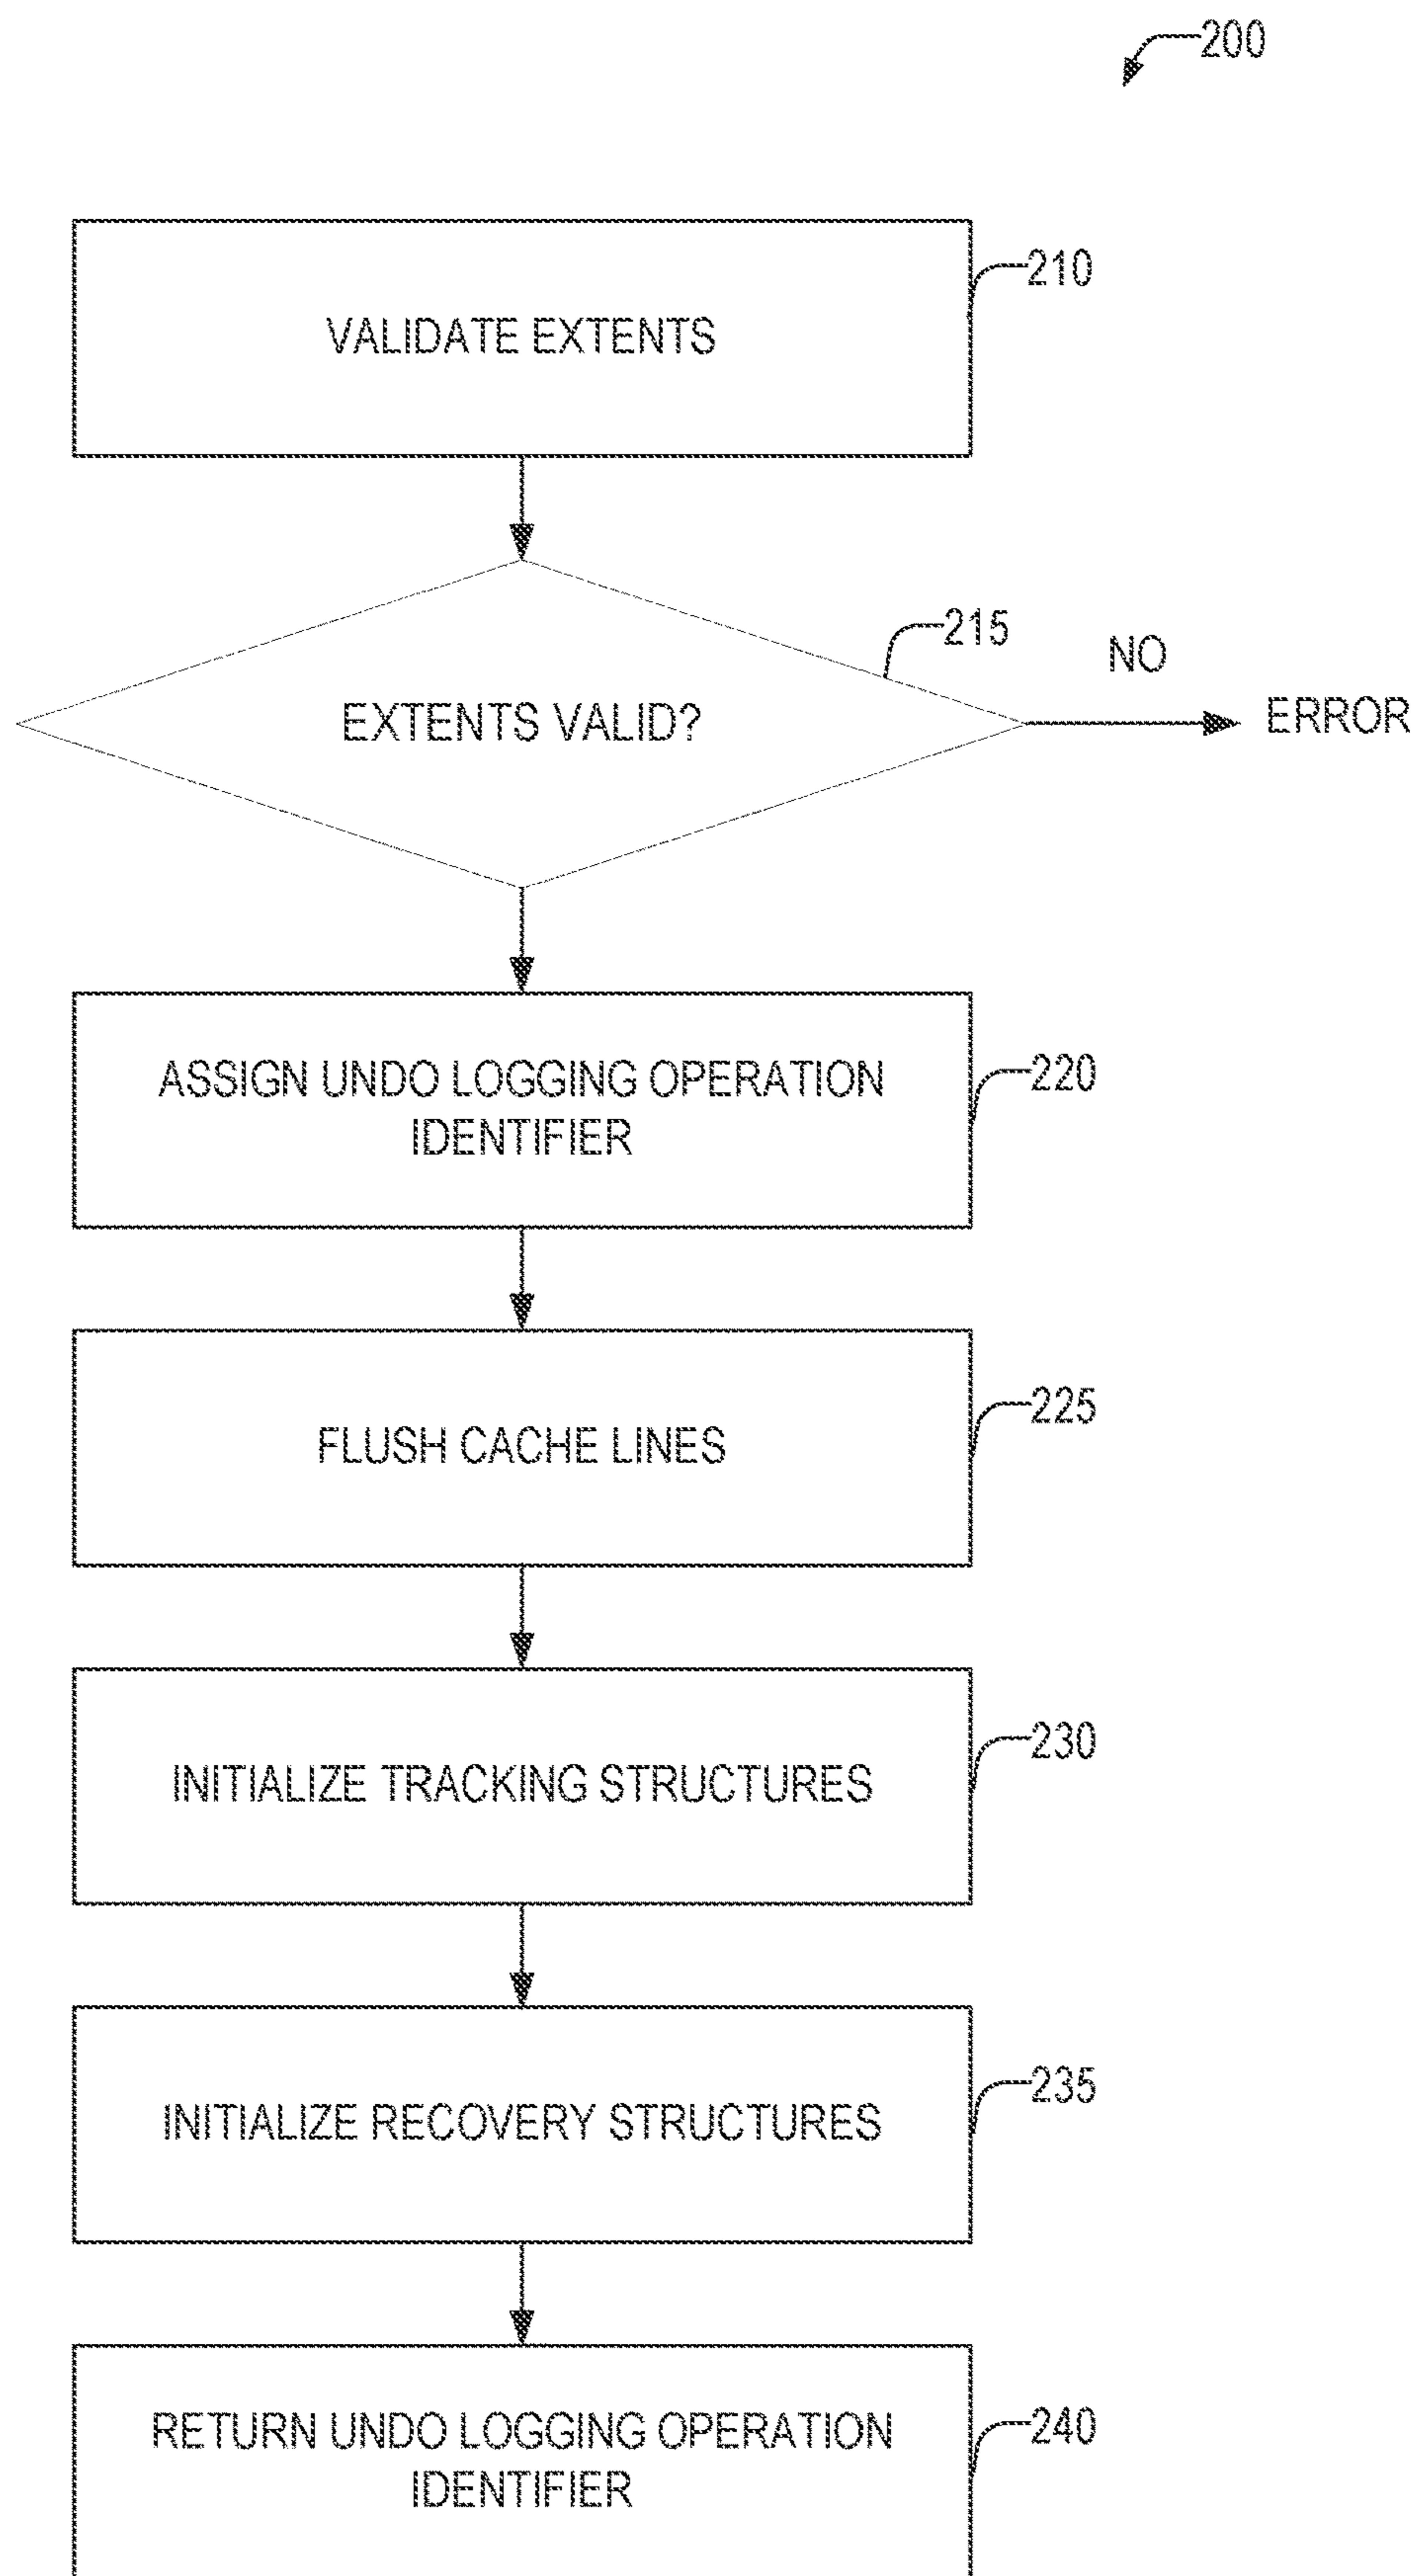 200
VALIDATE EXTENTS
210
215
NO
EXTENTS VALID?
ERROR
ASSIGN UNDO LOGGING OPERATION
IDENTIFIER
220
FLUSH CACHE LINES
225
INITIALIZE TRACKING STRUCTURES
230
INITIALIZE RECOVERY STRUCTURES
235
RETURN UNDO LOGGING OPERATION
IDENTIFIER
240